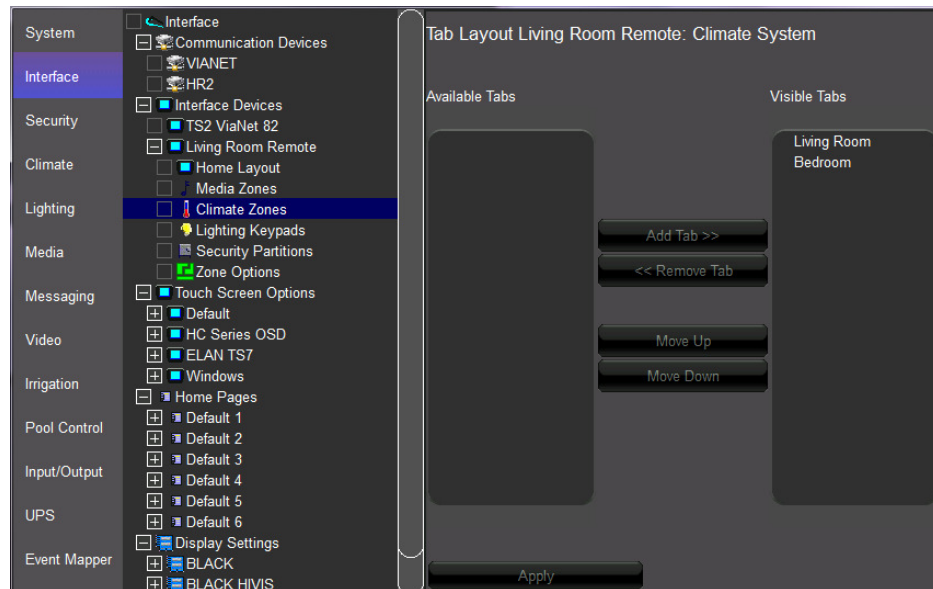 System
Interface
Security
Climate
Lighting
Media
Messaging
Video
Irrigation
Pool Control
Input/Output
UPS
Event Mapper
Interface
Communication Devices
VIANET
HR2
Interface Devices
TS2 ViaNet 82
Living Room Remote
Home Layout
Media Zones
Climate Zones
Lighting Keypads
Security Partitions
Zone Options
Touch Screen Options
Default
HC Series OSD
ELAN TS7
Windows
Home Pages
Default 1
Default 2
Default 3
Default 4
Default 5
Default 6
Display Settings
BLACK
BLACK HIVIS
Tab Layout Living Room Remote: Climate System
Available Tabs
Visible Tabs
Living Room
Bedroom
Add Tab >>
<< Remove Tab
Move Up
Move Down
Apply